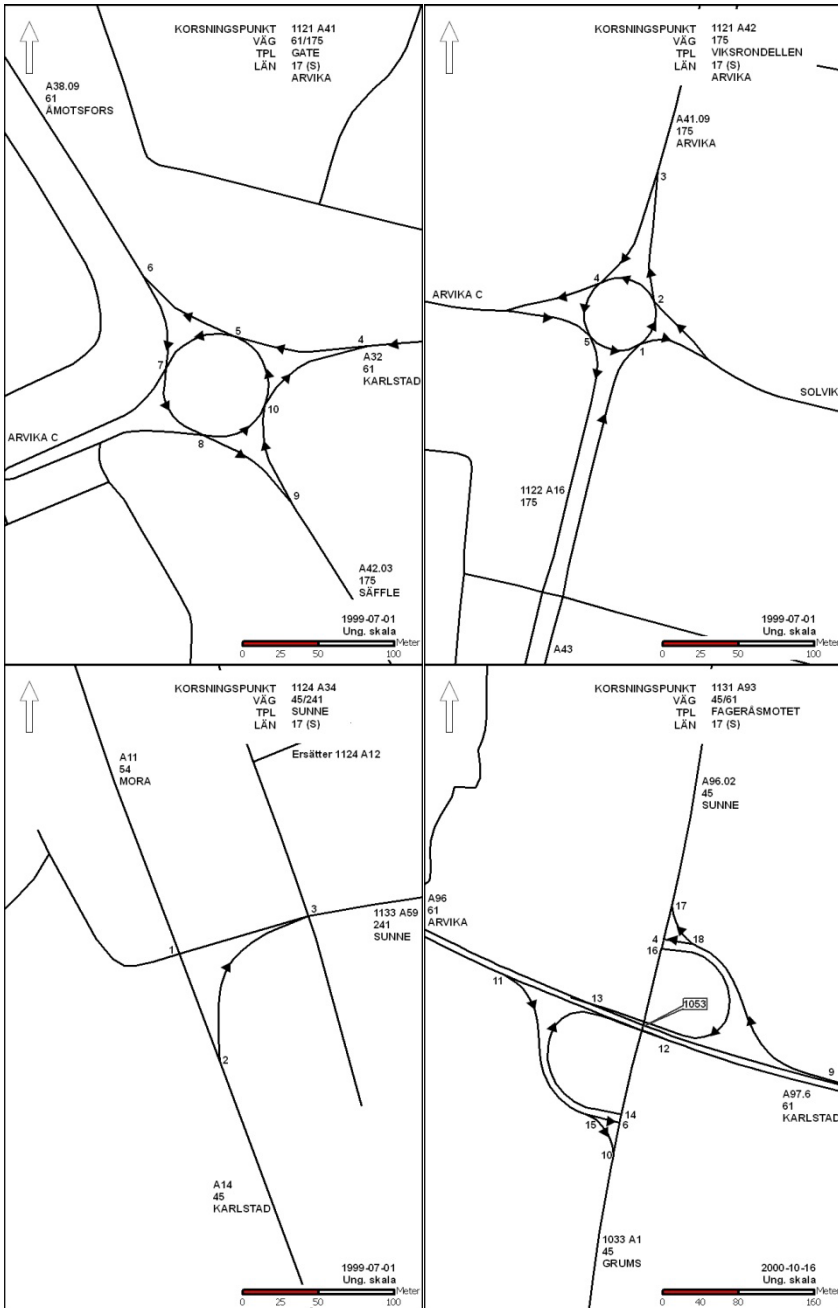 KORSNINGSPUNKT 1121 A41
VÄG 61/175
TPL GATE
LÄN 17 (S)
ARVIKA
A38.09
61
ÅMOTSFORS
6
5
4
A32
61
KARLSTAD
7
10
ARVIKA C
8
9
A42.03
175
SÄFFLE
1999-07-01
Ung. skala
Meter
0 50 100
KORSNINGSPUNKT 1121 A42
VÄG 175
TPL VIKSRONDELLEN
LÄN 17 (S)
ARVIKA
A41.09
175
ARVIKA
3
4
ARVIKA C
2
5
1
SOLVIK
1122 A16
175
A43
1999-07-01
Ung. skala
Meter
0 50 100
KORSNINGSPUNKT 1124 A34
VÄG 45/241
TPL SUNNE
LÄN 17 (S)
Ersätter 1124 A12
A11
54
MORA
3
1133 A59
241
SUNNE
1
2
A14
45
KARLSTAD
1999-07-01
Ung. skala
Meter
0 50 100
KORSNINGSPUNKT 1131 A93
VÄG 45/61
TPL FAGERÅSMOTET
LÄN 17 (S)
A96.02
45
SUNNE
A96
61
ARVIKA
17
4
18
16
11
13
1053
12
9
A97.6
61
KARLSTAD
14
15
6
10
1033 A1
45
GRUMS
2000-10-16
Ung. skala
Meter
0 40 80 160